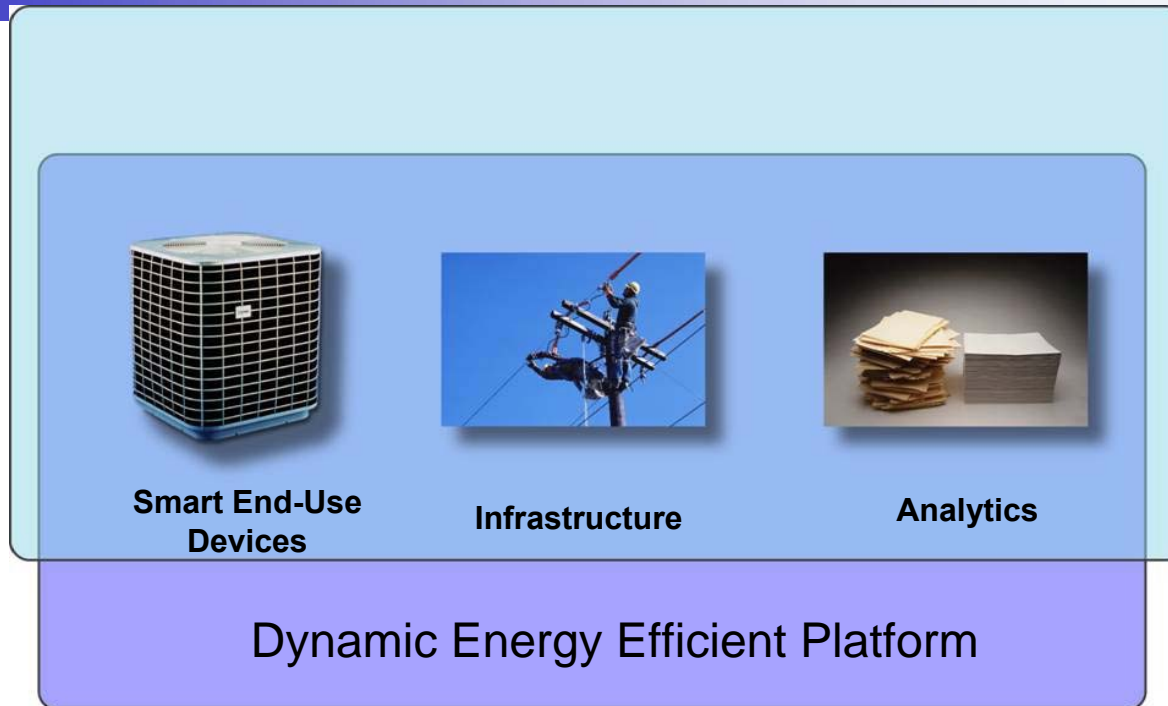 Smart End-Use
Devices
Infrastructure
Analytics
Dynamic Energy Efficient Platform